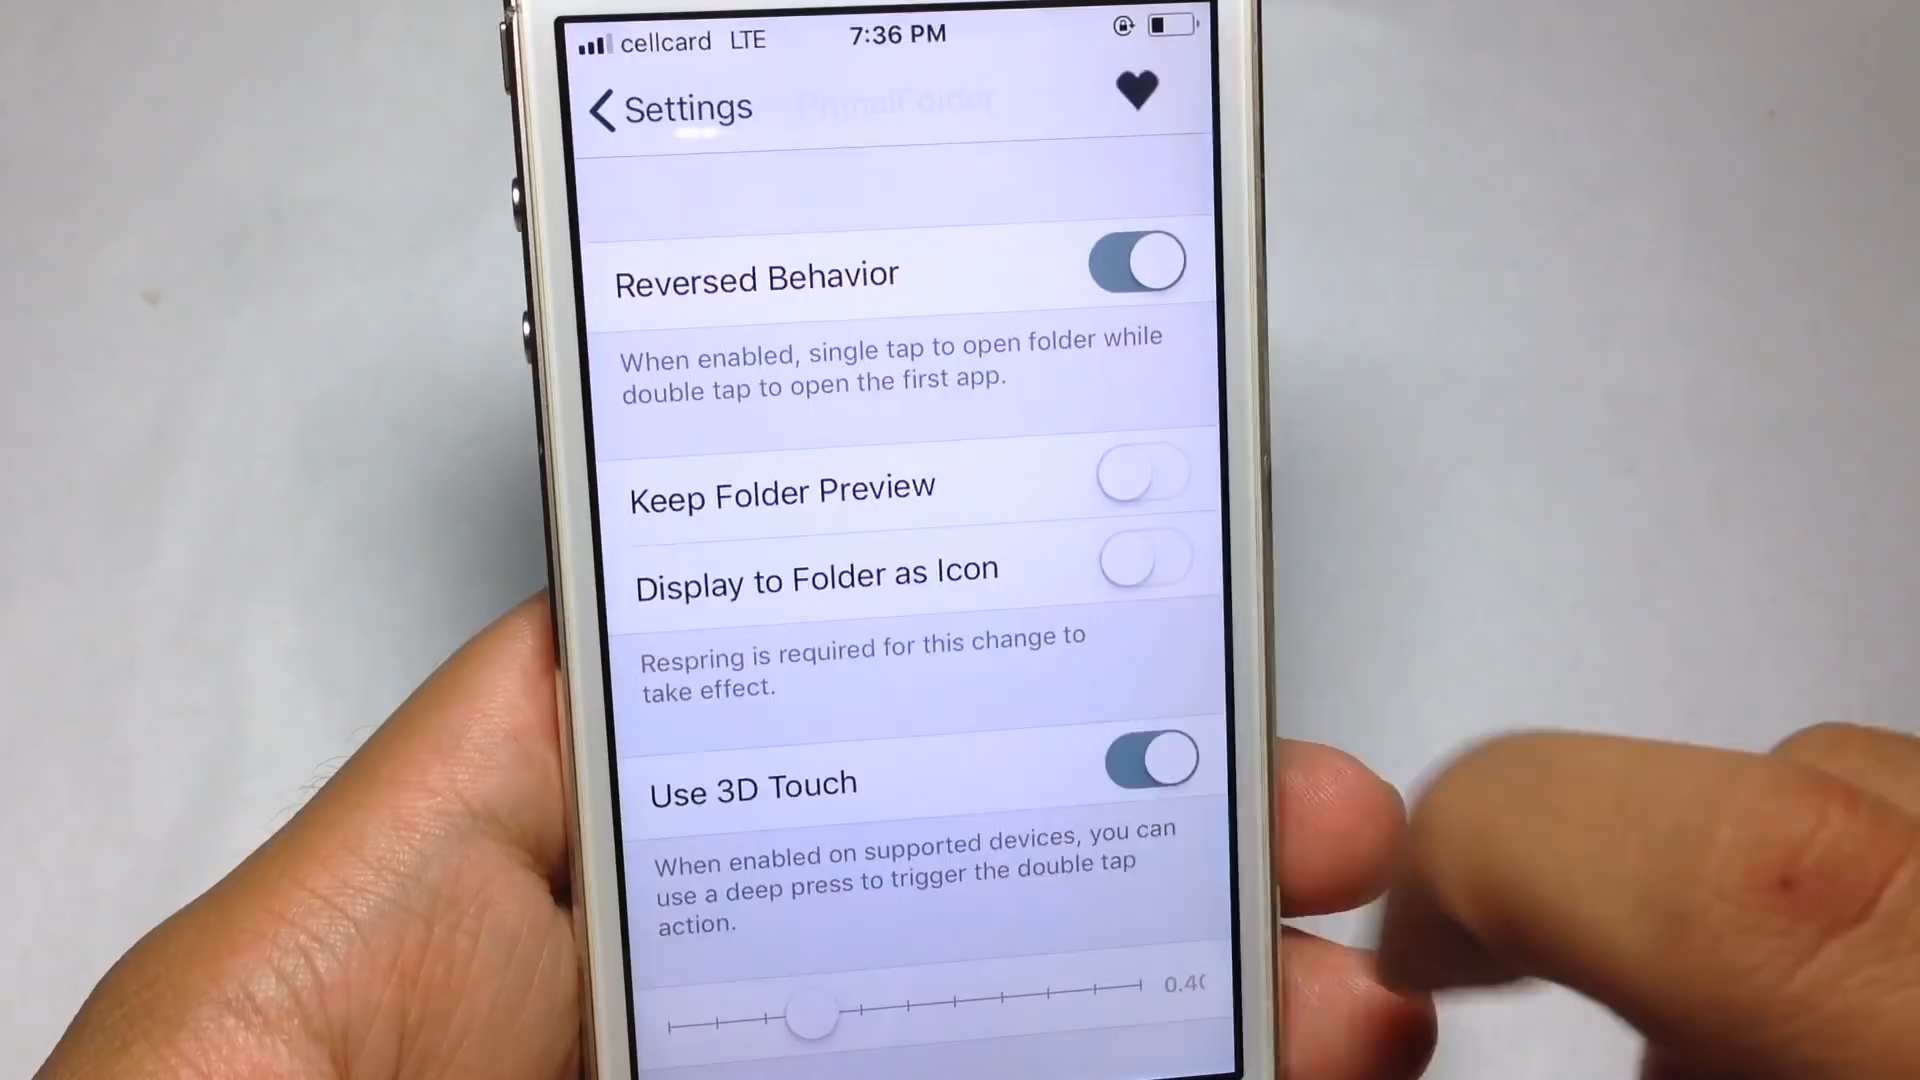 cellcard LTE 7:36 PM
Settings
Reversed Behavior
When enabled, single tap to open folder while
double tap to open the first app.
Keep Folder Preview
Display to Folder as Icon
Respring is required for this change to
take effect.
Use 3D Touch
When enabled on supported devices, you can
use a deep press to trigger the double tap
action.